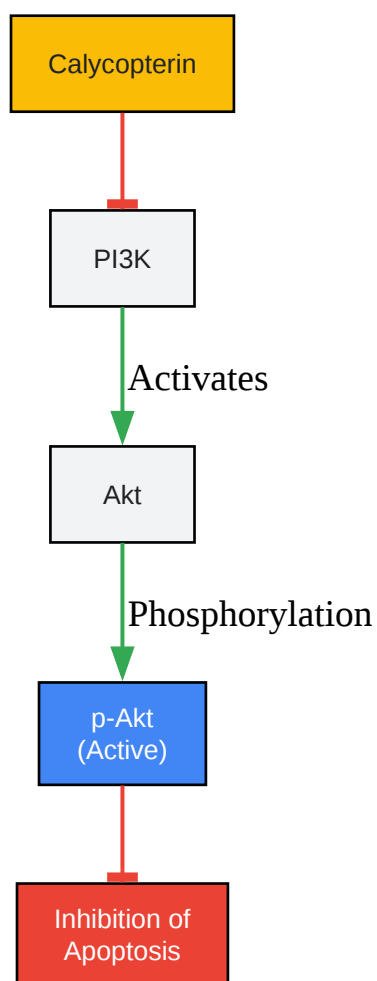 Calycopterin
PI3K
Activates
Akt
Phosphorylation
p-Akt
(Active)
Inhibition of
Apoptosis